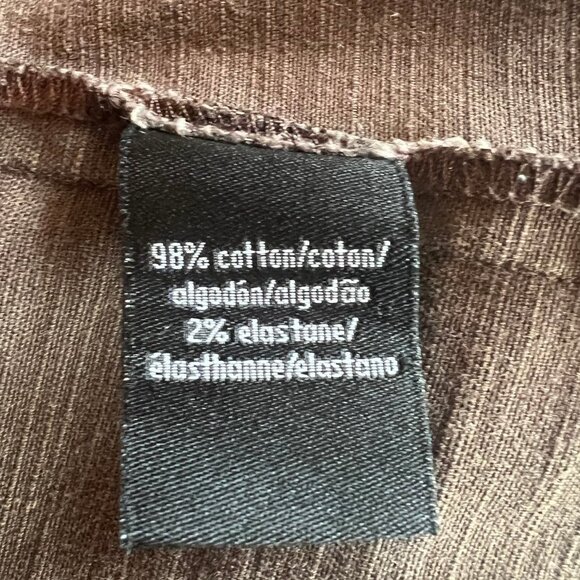 98% cotton/coton/
algodón/algodão
2% elastane/
élasthanne/elastano